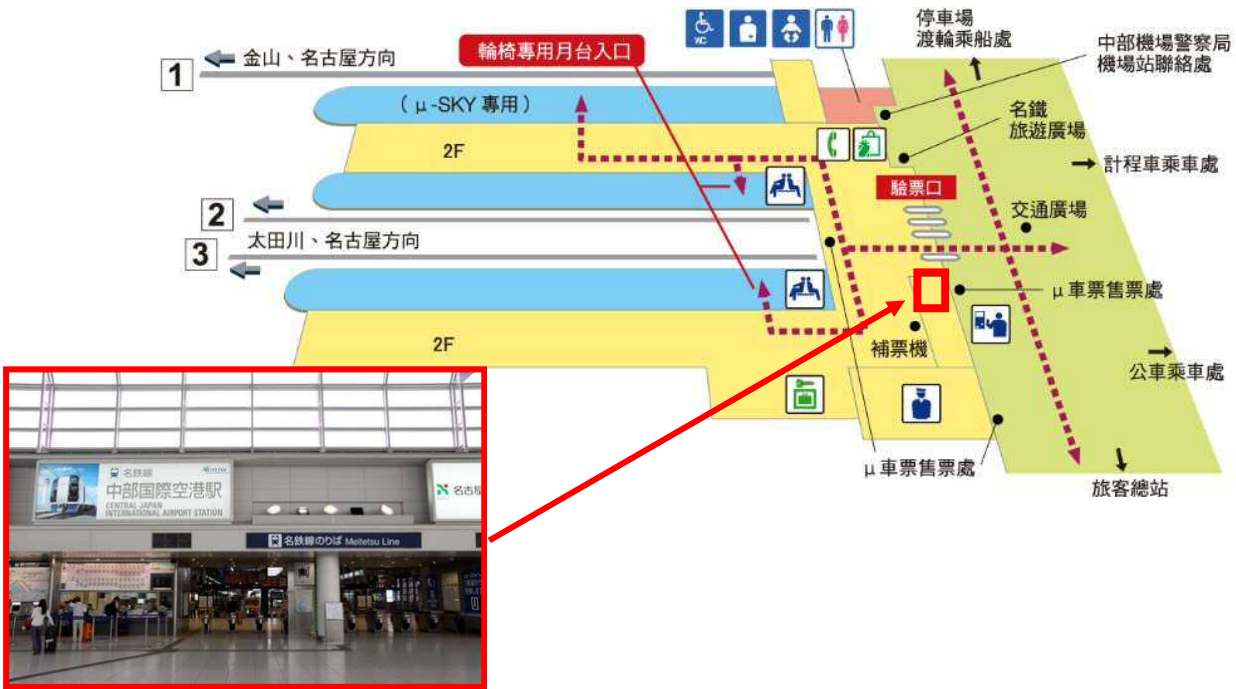 停車場
渡輪乘船處
中部機場警察局
機場站聯絡處
輪椅專用月台入口
WC
1
金山、名古屋方向
( μ-SKY 專用 )
名鐵
旅遊廣場
2F
計程車乘車處
驗票口
2
交通廣場
太田川、名古屋方向
3
μ車票售票處
2F
補票機
公車乘車處
μ車票售票處
旅客總站
名鉄線
中部国際空港駅
CENTRAL JAPAN
INTERNATIONAL AIRPORT STATION
名古
名鉄線のりば Meitetsu Line